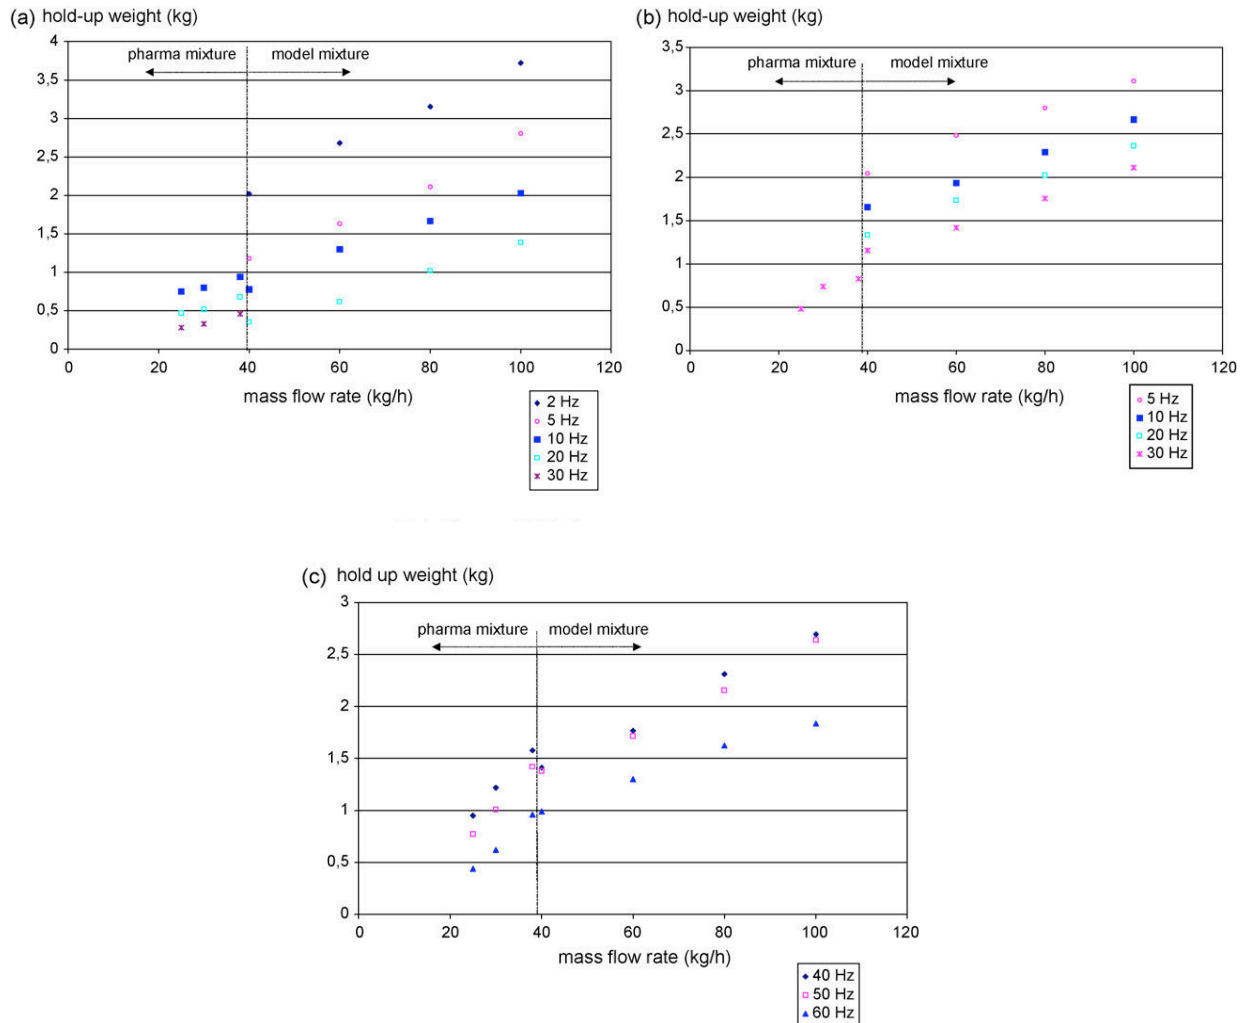 (a) hold-up weight (kg)
4
3,5
3
2,5
2
1,5
1
0,5
0
pharma mixture
model mixture
0 20 40 60 80 100 120
mass flow rate (kg/h)
2 Hz
5 Hz
10 Hz
20 Hz
30 Hz
(b) hold-up weight (kg)
3,5
3
2,5
2
1,5
1
0,5
0
pharma mixture
model mixture
0 20 40 60 80 100 120
mass flow rate (kg/h)
5 Hz
10 Hz
20 Hz
30 Hz
(c) hold up weight (kg)
3
2,5
2
1,5
1
0,5
0
pharma mixture
model mixture
0 20 40 60 80 100 120
mass flow rate (kg/h)
40 Hz
50 Hz
60 Hz